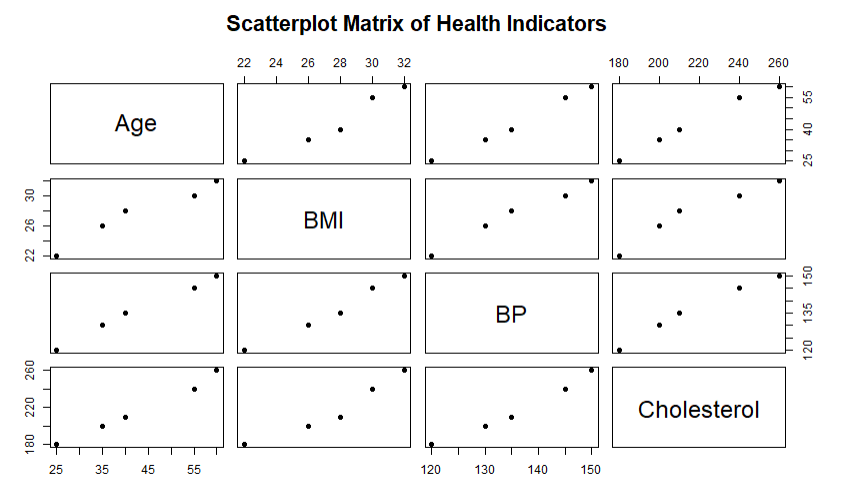 Scatterplot Matrix of Health Indicators
22 24 26 28 30 32
180 200 220 240 260
Age
25 40 55
22 26 30
BMI
BP
120 135 150
180 220 260
Cholesterol
25 35 45 55
120 130 140 150